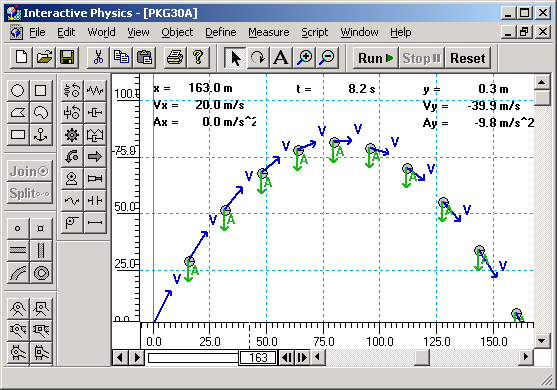 Interactive Physics - [PKG30A]
File Edit World View Object Define Measure Script Window Help
A Run Stop Reset
x = 163.0 m t = 8.2 s y = 0.3 m
Vx = 20.0 m/s Vy = -39.9 m/s
Ax = 0.0 m/s^2 Ay = -9.8 m/s^2
100.0
V V V V V
75.0
A A A A A V
V A V
Join
Split
50.0
A A V
V V
25.0
A A V
V
0.0
0.0 25.0 50.0 75.0 100.0 125.0 150.0
163